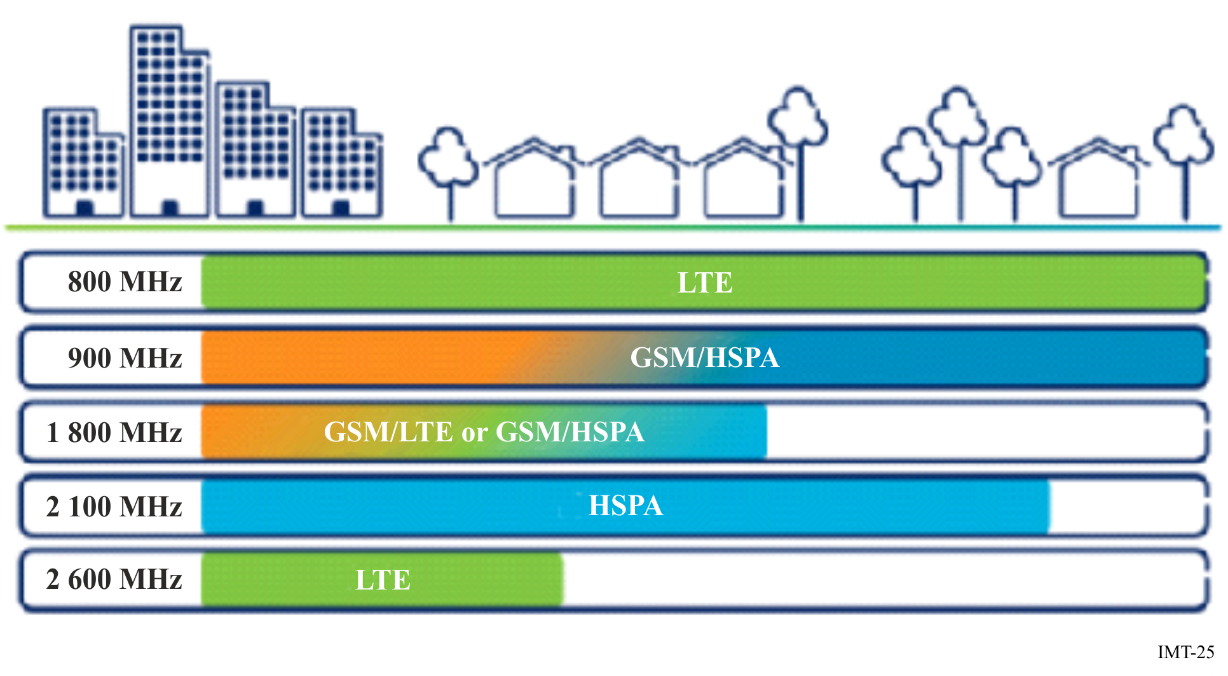 800 MHz LTE
900 MHz GSM/HSPA
1 800 MHz GSM/LTE or GSM/HSPA
2 100 MHz HSPA
2 600 MHz LTE
IMT-25